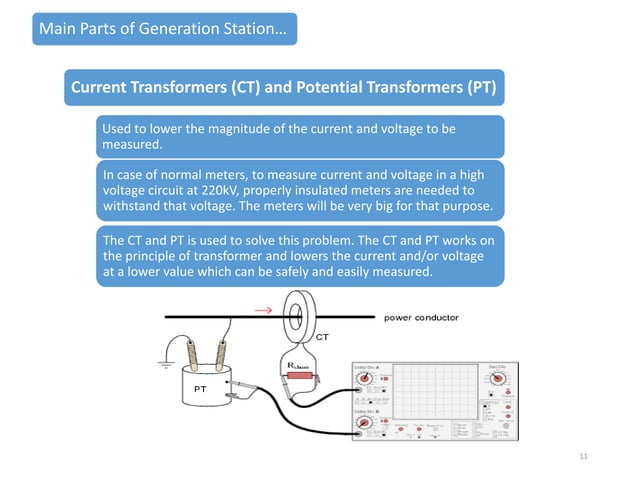 Main Parts of Generation Station…
Current Transformers (CT) and Potential Transformers (PT)
Used to lower the magnitude of the current and voltage to be
measured.
In case of normal meters, to measure current and voltage in a high
voltage circuit at 220kV, properly insulated meters are needed to
withstand that voltage. The meters will be very big for that purpose.
The CT and PT is used to solve this problem. The CT and PT works on
the principle of transformer and lowers the current and/or voltage
at a lower value which can be safely and easily measured.
power conductor
CT
PT
Volts/Div A
Volts/Div B
11